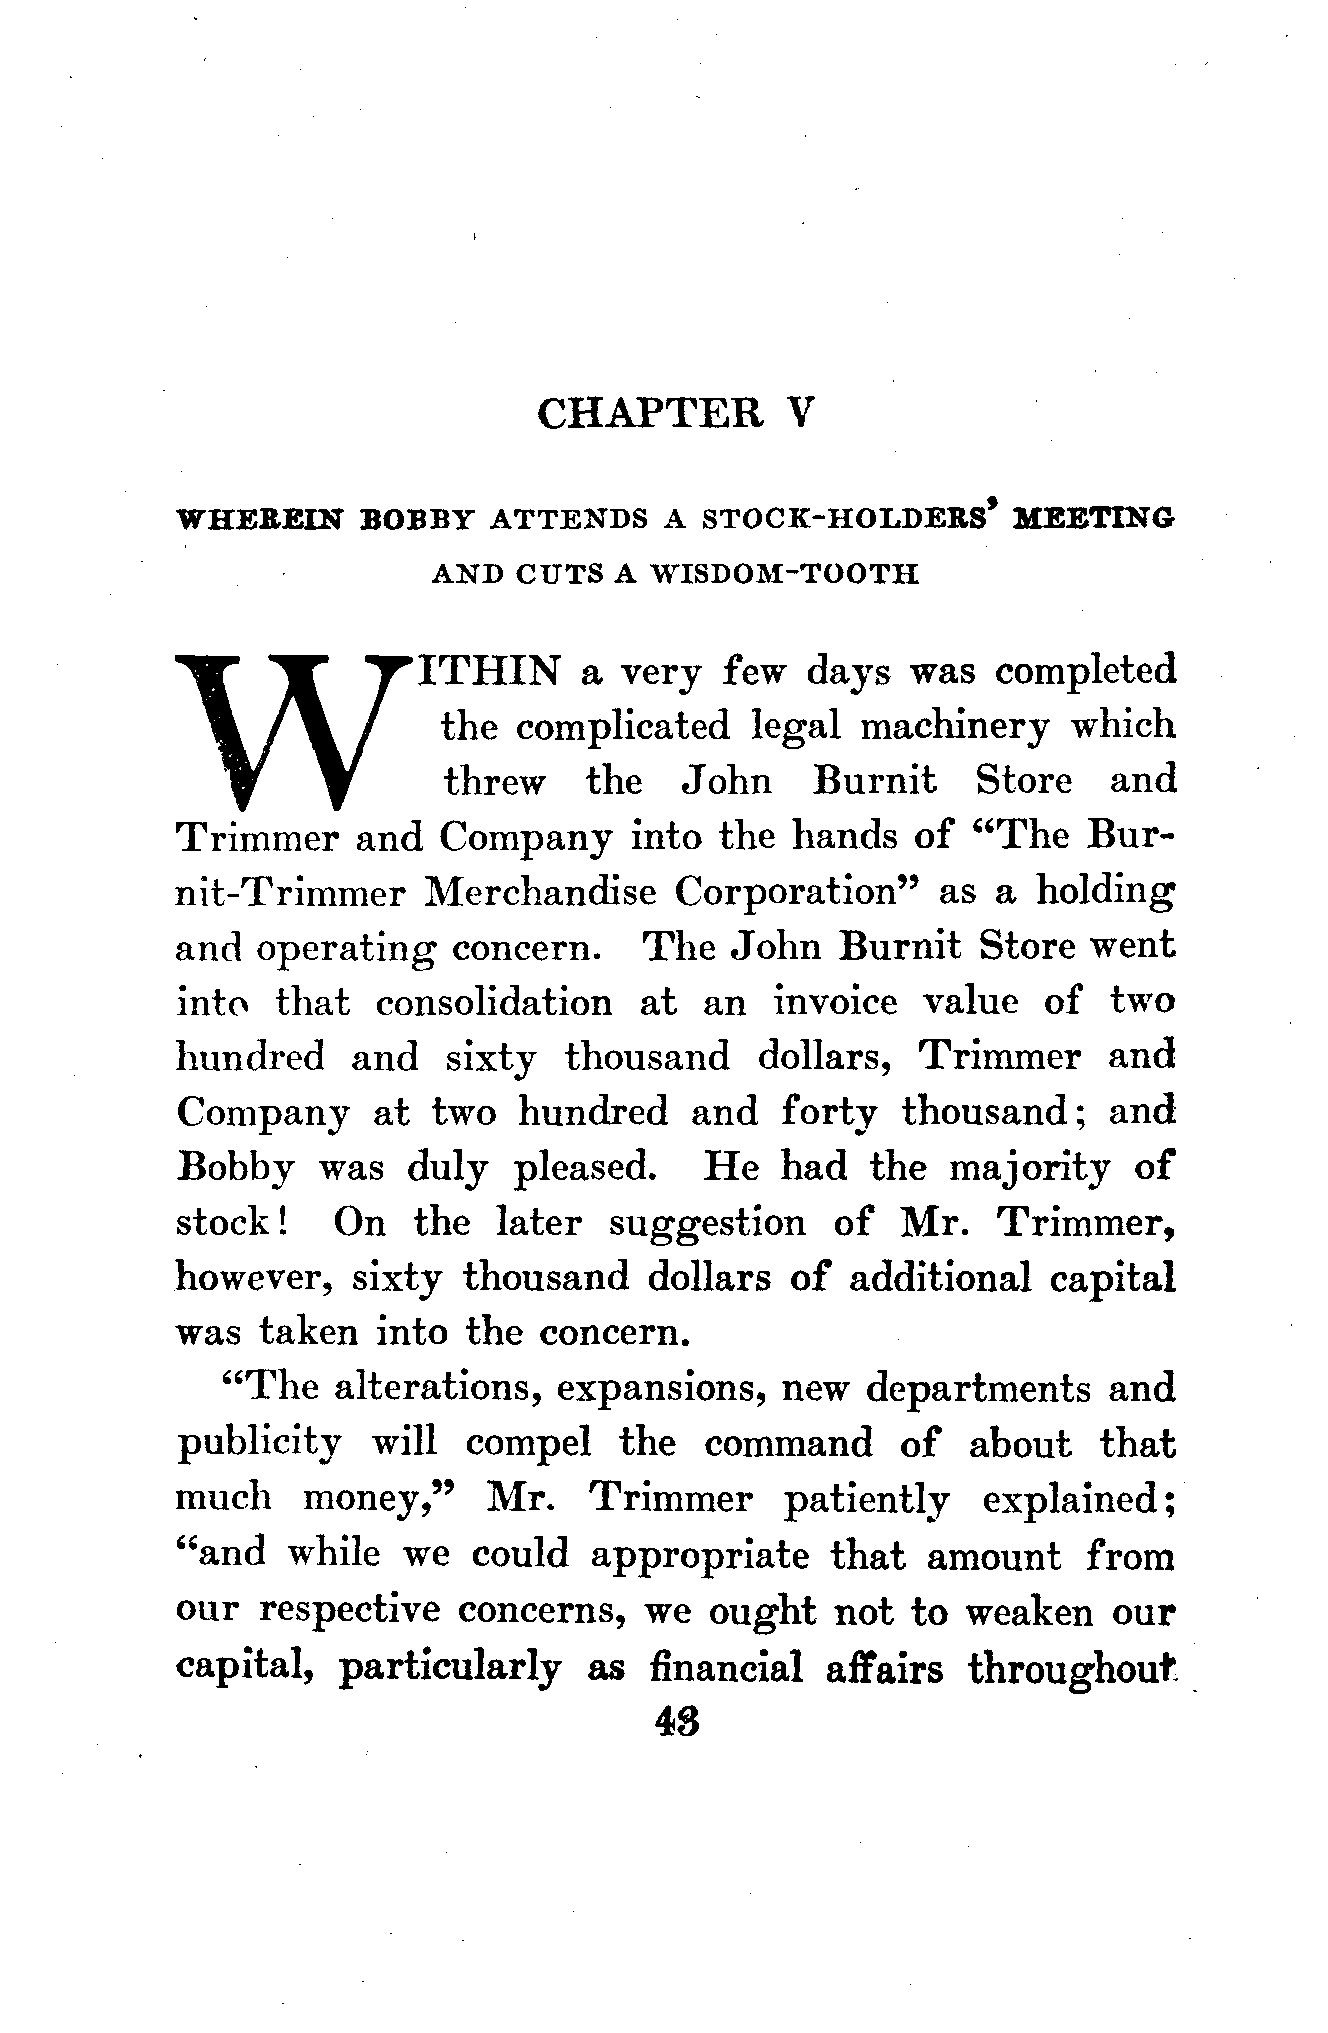 CHAPTER V
WHEREIN BOBBY ATTENDS A STOCK-HOLDERS' MEETING
AND CUTS A WISDOM-TOOTH
WITHIN a very few days was completed
the complicated legal machinery which
threw the John Burnit Store and
Trimmer and Company into the hands of “The Bur-
nit-Trimmer Merchandise Corporation” as a holding
and operating concern. The John Burnit Store went
into that consolidation at an invoice value of two
hundred and sixty thousand dollars, Trimmer and
Company at two hundred and forty thousand; and
Bobby was duly pleased. He had the majority of
stock! On the later suggestion of Mr. Trimmer,
however, sixty thousand dollars of additional capital
was taken into the concern.
“The alterations, expansions, new departments and
publicity will compel the command of about that
much money,” Mr. Trimmer patiently explained;
“and while we could appropriate that amount from
our respective concerns, we ought not to weaken our
capital, particularly as financial affairs throughout
43